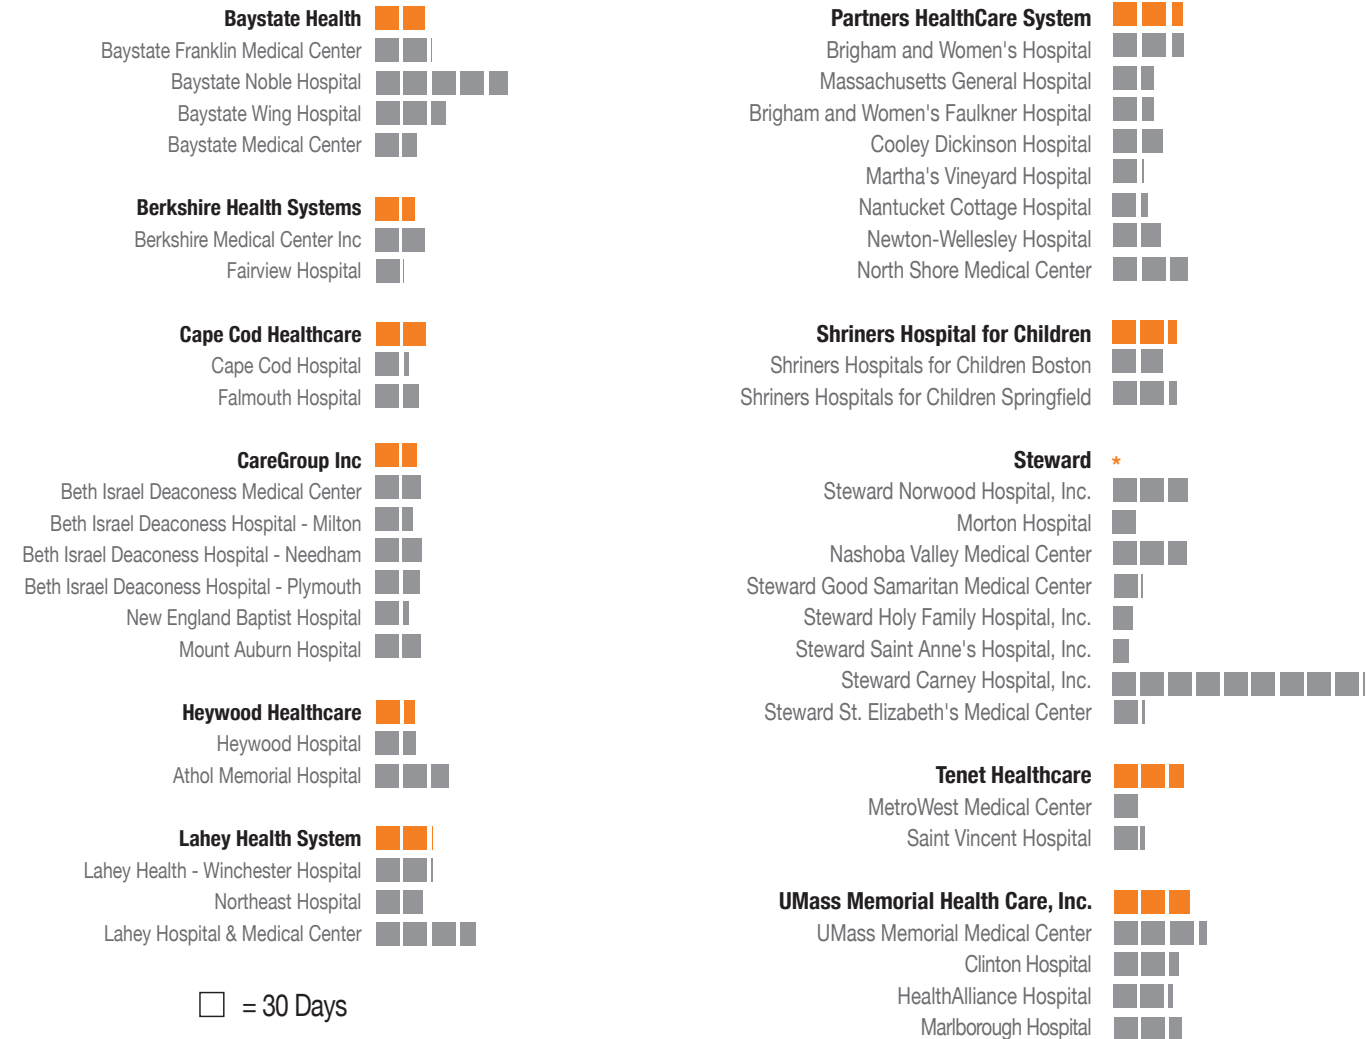 Baystate Health
Baystate Franklin Medical Center
Baystate Noble Hospital
Baystate Wing Hospital
Baystate Medical Center
Berkshire Health Systems
Berkshire Medical Center Inc
Fairview Hospital
Cape Cod Healthcare
Cape Cod Hospital
Falmouth Hospital
CareGroup Inc
Beth Israel Deaconess Medical Center
Beth Israel Deaconess Hospital - Milton
Beth Israel Deaconess Hospital - Needham
Beth Israel Deaconess Hospital - Plymouth
New England Baptist Hospital
Mount Auburn Hospital
Heywood Healthcare
Heywood Hospital
Athol Memorial Hospital
Lahey Health System
Lahey Health - Winchester Hospital
Northeast Hospital
Lahey Hospital & Medical Center
= 30 Days
Partners HealthCare System
Brigham and Women's Hospital
Massachusetts General Hospital
Brigham and Women's Faulkner Hospital
Cooley Dickinson Hospital
Martha's Vineyard Hospital
Nantucket Cottage Hospital
Newton-Wellesley Hospital
North Shore Medical Center
Shriners Hospital for Children
Shriners Hospitals for Children Boston
Shriners Hospitals for Children Springfield
Steward *
Steward Norwood Hospital, Inc.
Morton Hospital
Nashoba Valley Medical Center
Steward Good Samaritan Medical Center
Steward Holy Family Hospital, Inc.
Steward Saint Anne's Hospital, Inc.
Steward Carney Hospital, Inc.
Steward St. Elizabeth's Medical Center
Tenet Healthcare
MetroWest Medical Center
Saint Vincent Hospital
UMass Memorial Health Care, Inc.
UMass Memorial Medical Center
Clinton Hospital
HealthAlliance Hospital
Marlborough Hospital